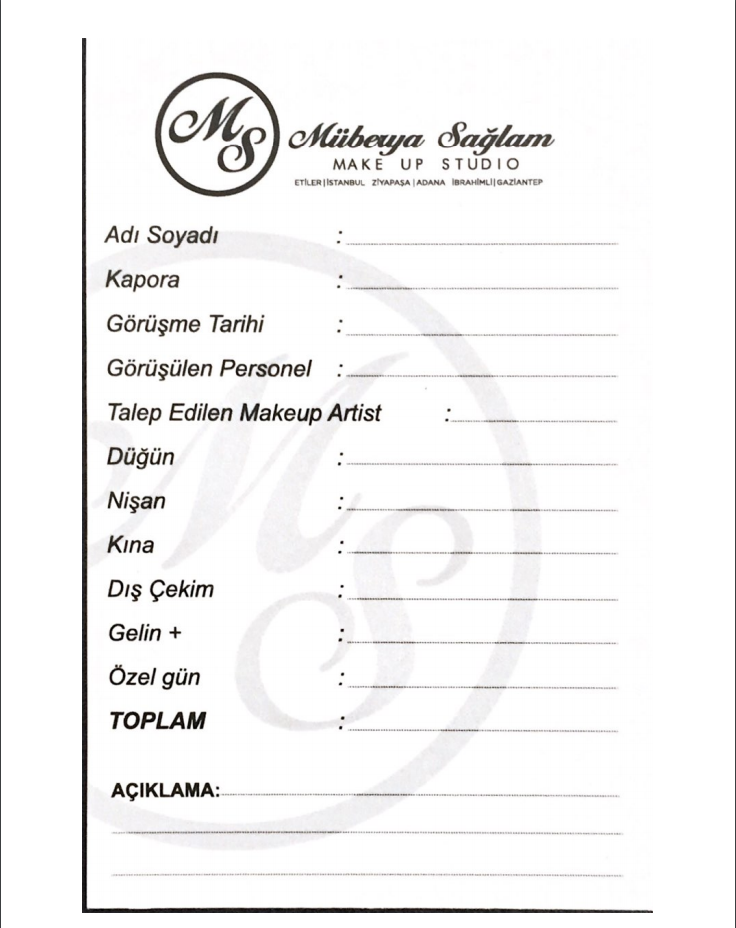 MS
Müberya Sağlam
MAKE UP STUDIO
ETİLER|İSTANBUL ZİYAPAŞA|ADANA İBRAHİMLİ|GAZİANTEP
Adı Soyadı :
Kapora :
Görüşme Tarihi :
Görüşülen Personel :
Talep Edilen Makeup Artist :
Düğün :
Nişan :
Kına :
Dış Çekim :
Gelin + :
Özel gün :
TOPLAM :
AÇIKLAMA: